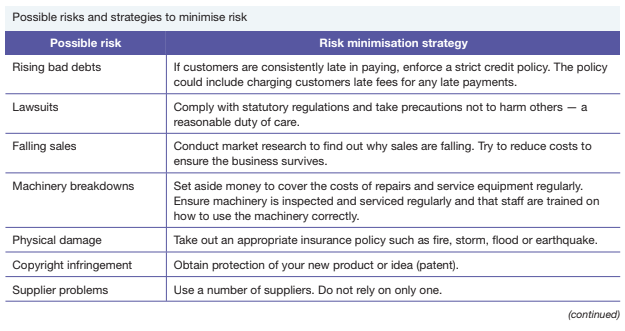 Possible risks and strategies to minimise risk
Possible risk
Risk minimisation strategy
Rising bad debts
If customers are consistently late in paying, enforce a strict credit policy. The policy
could include charging customers late fees for any late payments.
Lawsuits
Comply with statutory regulations and take precautions not to harm others — a
reasonable duty of care.
Falling sales
Conduct market research to find out why sales are falling. Try to reduce costs to
ensure the business survives.
Machinery breakdowns
Set aside money to cover the costs of repairs and service equipment regularly.
Ensure machinery is inspected and serviced regularly and that staff are trained on
how to use the machinery correctly.
Physical damage
Take out an appropriate insurance policy such as fire, storm, flood or earthquake.
Copyright infringement
Obtain protection of your new product or idea (patent).
Supplier problems
Use a number of suppliers. Do not rely on only one.
(continued)